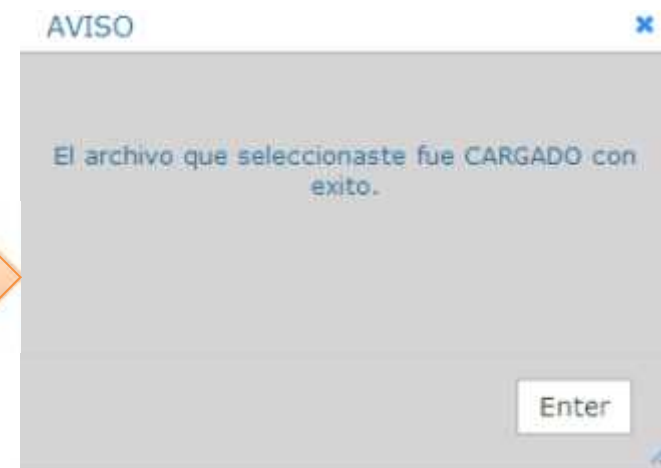 AVISO
El archivo que seleccionaste fue CARGADO con
exito.
Enter